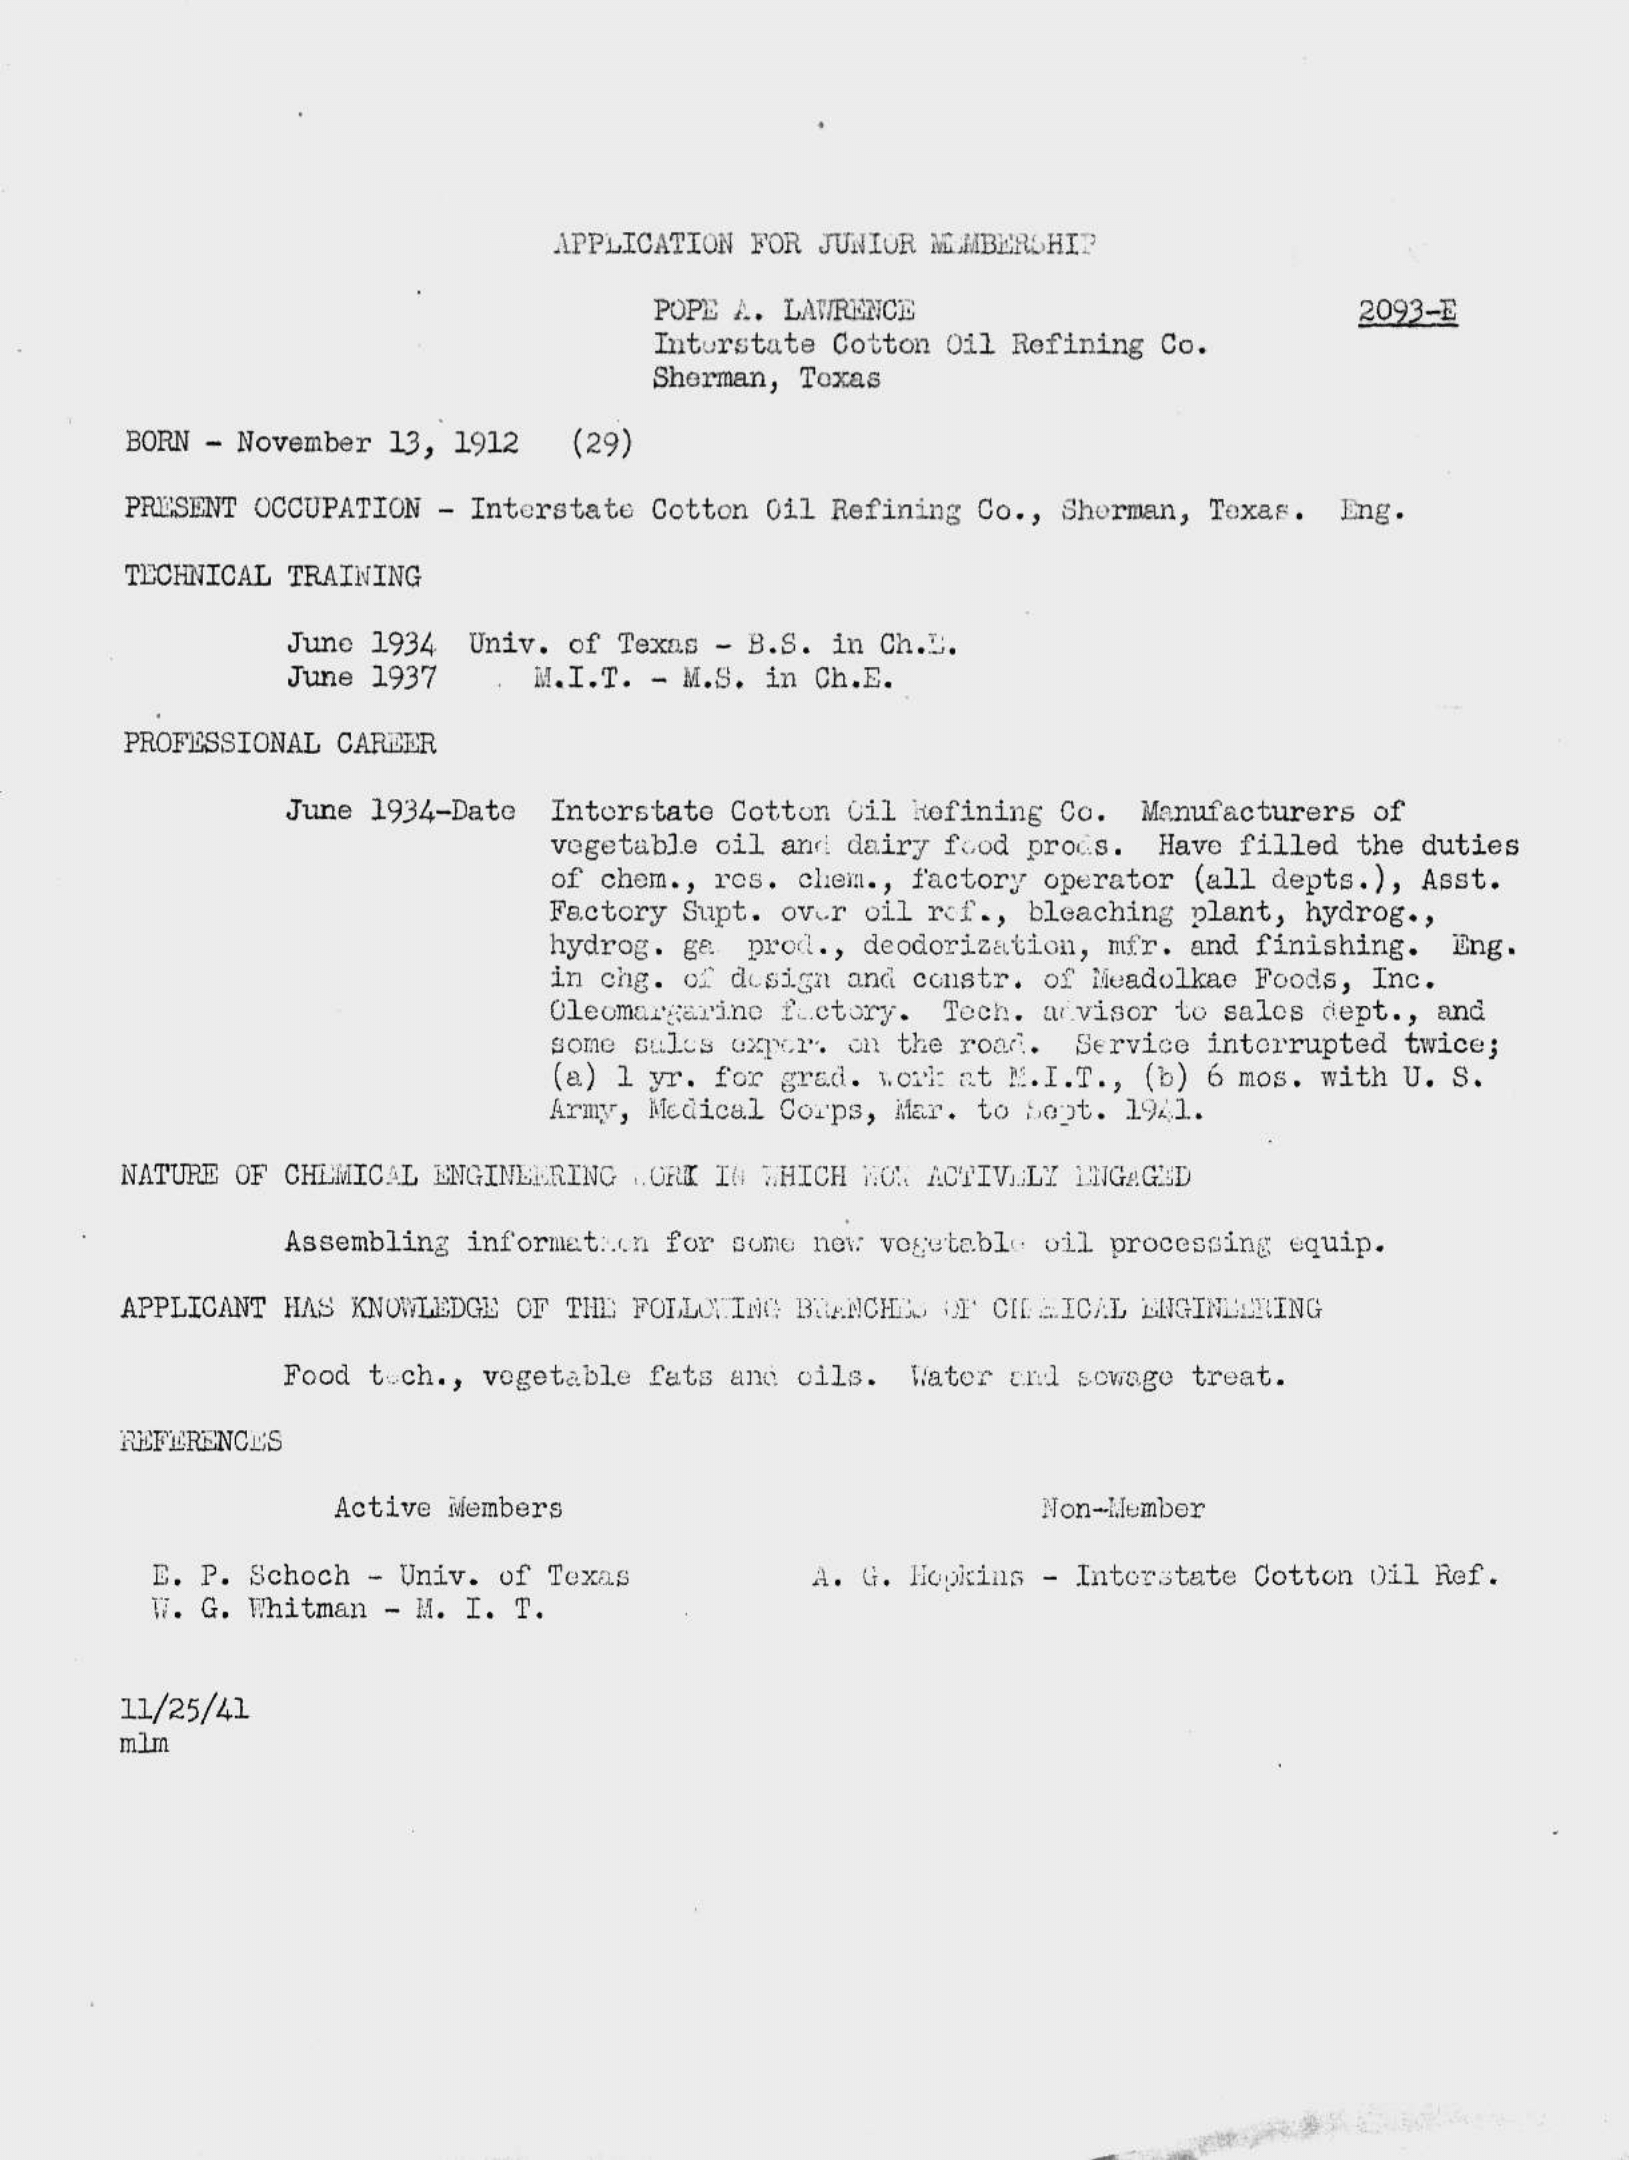 APPLICATION FOR JUNIOR MEMBERSHIP
POPE A. LAWRENCE
2093-E
Interstate Cotton Oil Refining Co.
Sherman, Texas
BORN - November 13, 1912 (29)
PRESENT OCCUPATION - Interstate Cotton Oil Refining Co., Sherman, Texas. Eng.
TECHNICAL TRAINING
June 1934 Univ. of Texas - B.S. in Ch.E.
June 1937 M.I.T. - M.S. in Ch.E.
PROFESSIONAL CAREER
June 1934-Date Interstate Cotton Oil Refining Co. Manufacturers of
vegetable oil and dairy food prods. Have filled the duties
of chem., res. chem., factory operator (all depts.), Asst.
Factory Supt. over oil ref., bleaching plant, hydrog.,
hydrog. ga prod., deodorization, mfr. and finishing. Eng.
in chg. of design and constr. of Meadolkae Foods, Inc.
Oleomargarine factory. Tech. advisor to sales dept., and
some sales exper. on the road. Service interrupted twice;
(a) 1 yr. for grad. work at M.I.T., (b) 6 mos. with U. S.
Army, Medical Corps, Mar. to Sept. 1941.
NATURE OF CHEMICAL ENGINEERING WORK IN WHICH NOW ACTIVELY ENGAGED
Assembling information for some new vegetable oil processing equip.
APPLICANT HAS KNOWLEDGE OF THE FOLLOWING BRANCHES OF CHEMICAL ENGINEERING
Food tech., vegetable fats and oils. Water and sewage treat.
REFERENCES
Active Members
Non-Member
E. P. Schoch - Univ. of Texas
A. G. Hopkins - Interstate Cotton Oil Ref.
W. G. Whitman - M. I. T.
11/25/41
mlm